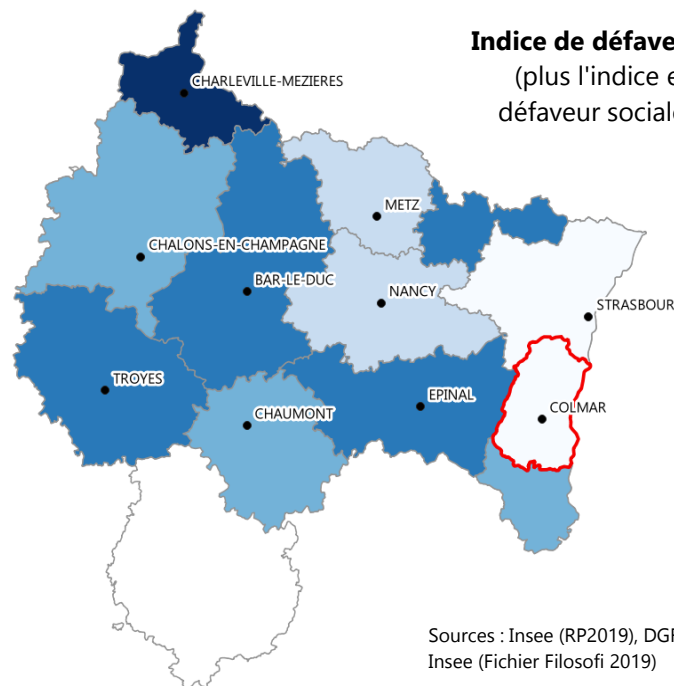 Indice de défave
(plus l'indice e
défaveur sociale
CHARLEVILLE-MEZIERES
METZ
CHALONS-EN-CHAMPAGNE
BAR-LE-DUC
NANCY
STRASBOUR
TROYES
EPINAL
CHAUMONT
COLMAR
Sources : Insee (RP2019), DGF
Insee (Fichier Filosofi 2019)